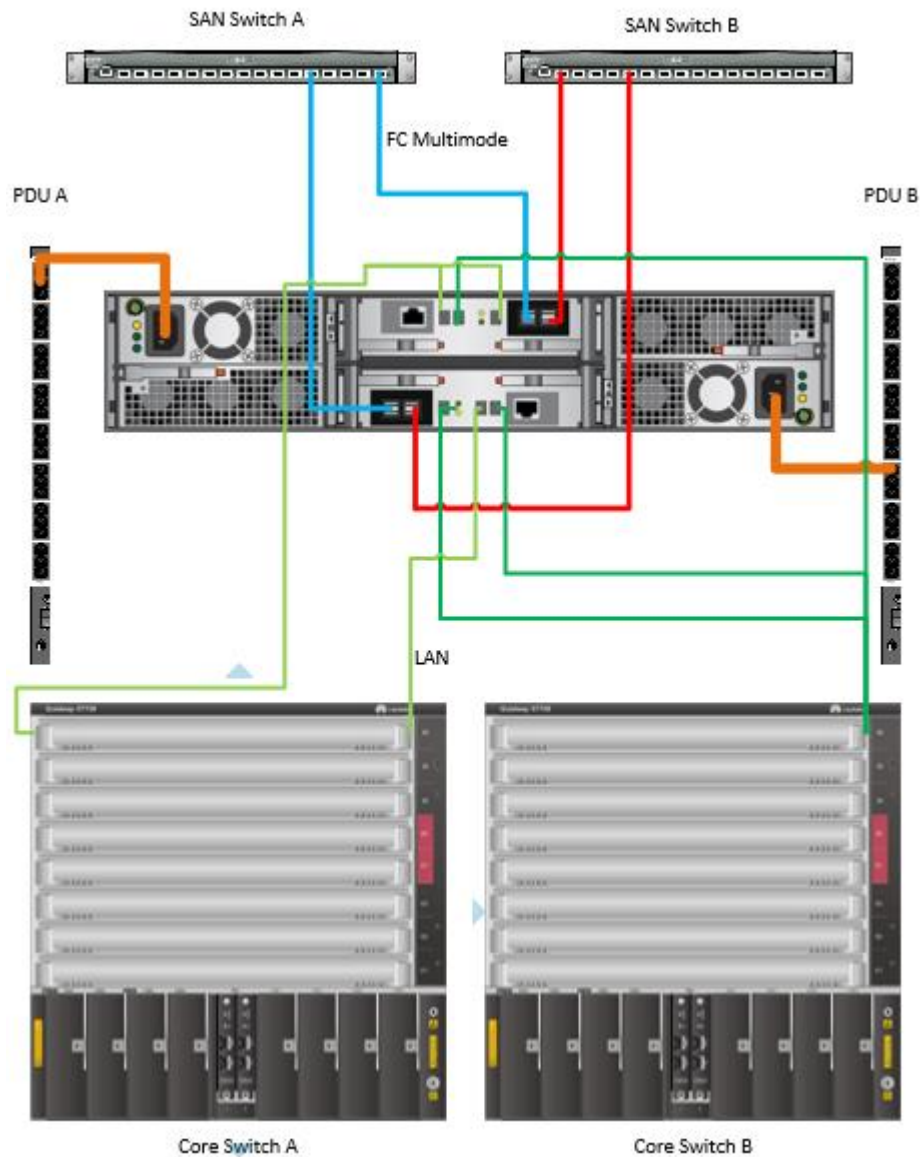 SAN Switch A
SAN Switch B
FC Multimode
PDU A
PDU B
LAN
Core Switch A
Core Switch B